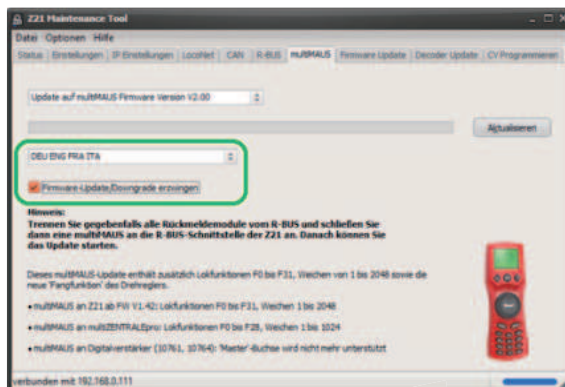 Z21 Maintenance Tool
Datei Optionen Hilfe
Status Einstellungen IP Einstellungen LocoNet CAN R-BUS multiMAUS Firmware Update Decoder Update CV Programmieren
Update auf multiMAUS Firmware Version V2.00
Aktualisieren
DEU ENG FRA ITA
Firmware-Update/Downgrade erzwingen
Hinweis:
Trennen Sie gegebenfalls alle Rückmeldemodule vom R-BUS und schließen Sie
dann eine multiMAUS an die R-BUS-Schnittstelle der Z21 an. Danach können Sie
das Update starten.
Dieses multiMAUS-Update enthält zusätzlich Lokfunktionen F0 bis F31, Weichen von 1 bis 2048 sowie die
neue 'Fangfunktion' des Drehreglers.
• multiMAUS an Z21 ab FW V1.42: Lokfunktionen F0 bis F31, Weichen 1 bis 2048
• multiMAUS an multiZENTRALEpro: Lokfunktionen F0 bis F28, Weichen 1 bis 1024
• multiMAUS an Digitalverstärker (10761, 10764): 'Master'-Buchse wird nicht mehr unterstützt
verbunden mit 192.168.0.111